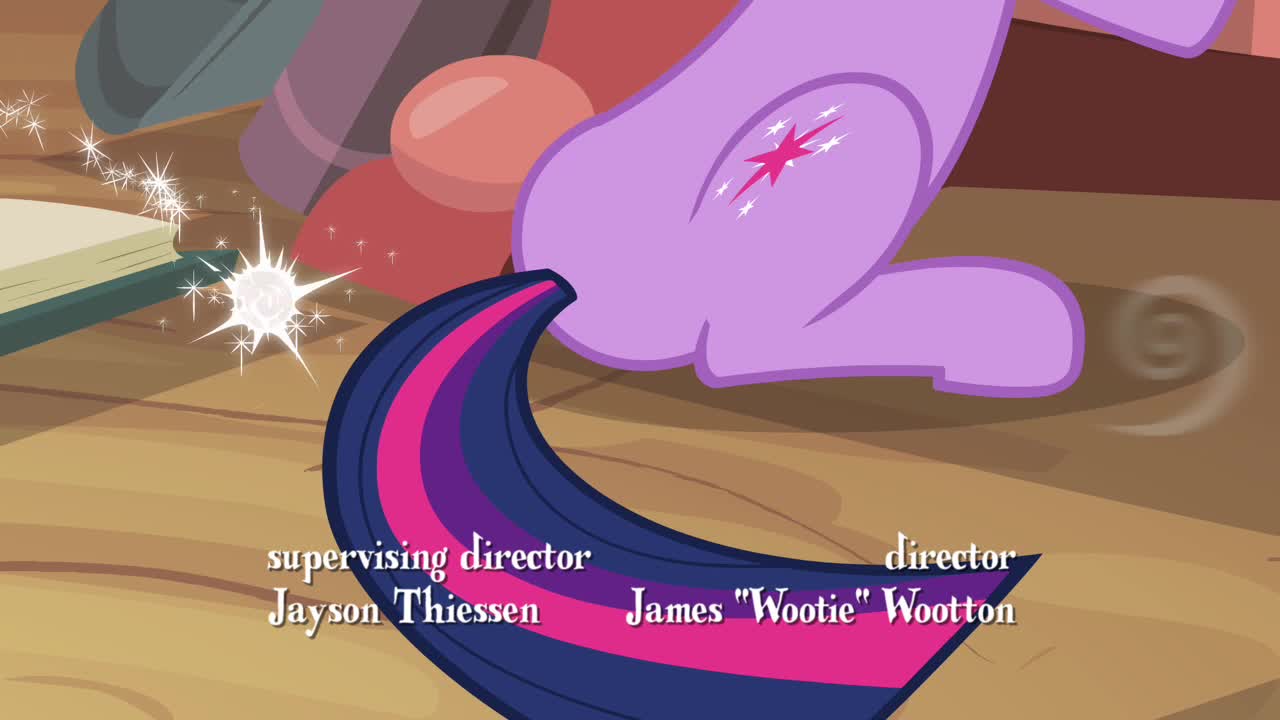 supervising director
Jayson Thiessen
director
James "Wootie" Wootton